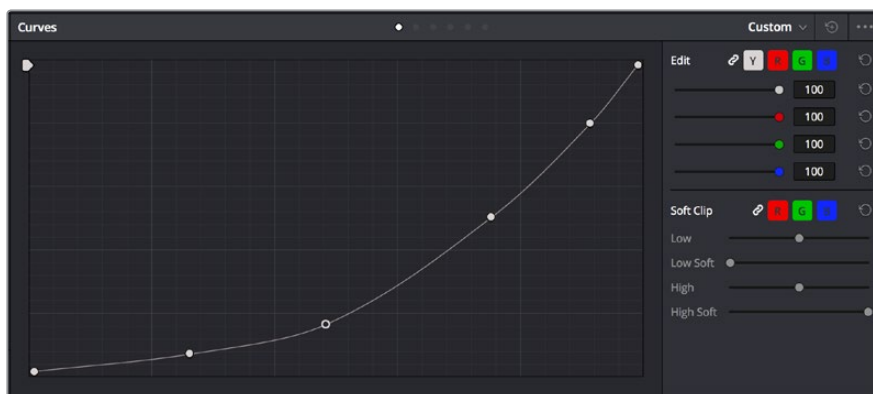 Curves
Custom
Edit Y R G B
100
100
100
100
Soft Clip R G B
Low
Low Soft
High
High Soft